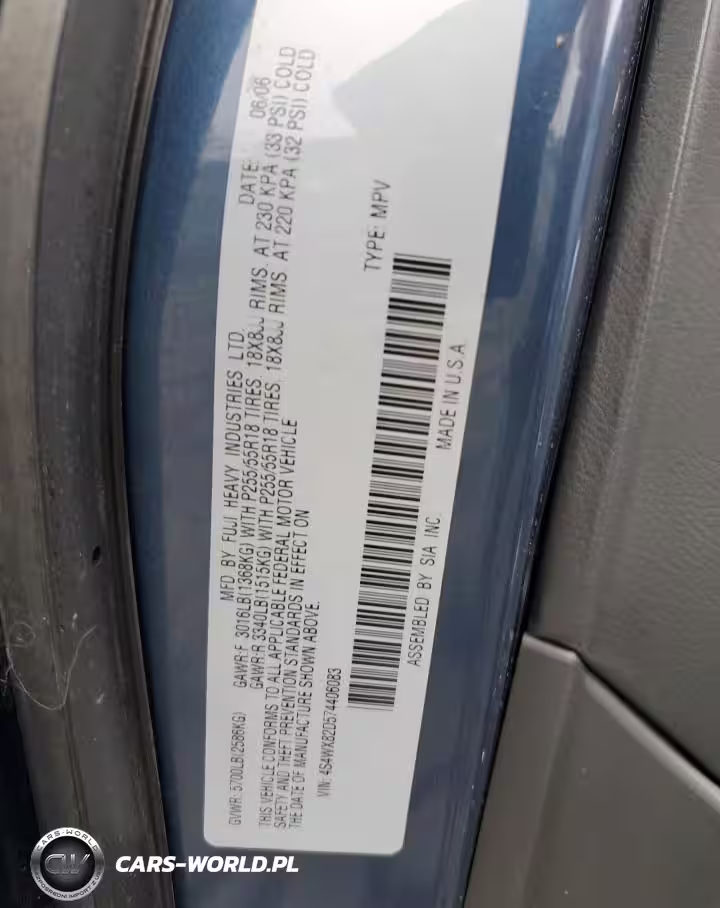 MFD BY FUJI HEAVY INDUSTRIES LTD. DATE: 06/06
GAWR:F 3016LB(1368KG) WITH P255/55R18 TIRES. 18X8JJ RIMS. AT 230 KPA (33 PSI) COLD
GAWR:R 3340LB(1515KG) WITH P255/55R18 TIRES. 18X8JJ RIMS. AT 220 KPA (32 PSI) COLD
GVWR: 5700LB(2586KG)
THIS VEHICLE CONFORMS TO ALL APPLICABLE FEDERAL MOTOR VEHICLE
SAFETY AND THEFT PREVENTION STANDARDS IN EFFECT ON
THE DATE OF MANUFACTURE SHOWN ABOVE.
VIN: 4S4WX82D574406083 TYPE: MPV
ASSEMBLED BY SIA INC. MADE IN U.S.A.
CARS-WORLD
CW
CARS-WORLD.PL